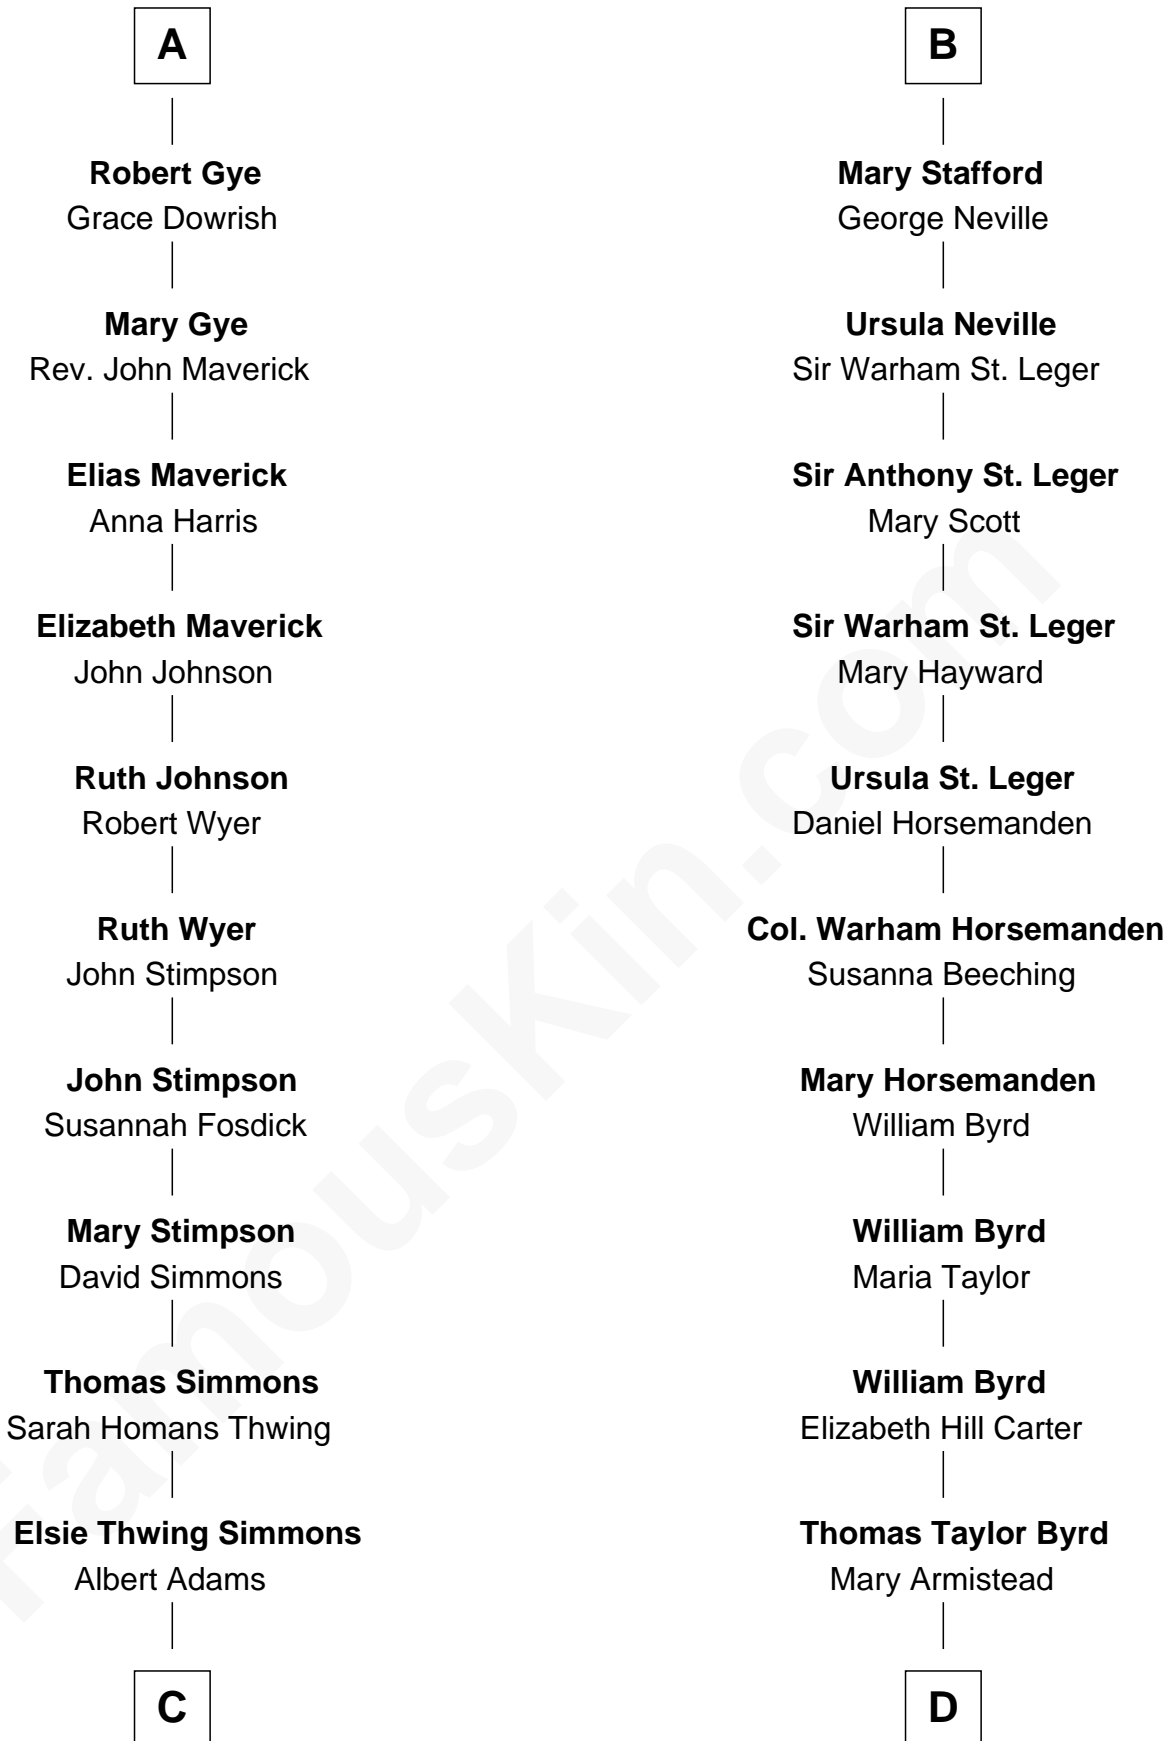 A
Robert Gye
Grace Dowrish
Mary Gye
Rev. John Maverick
Elias Maverick
Anna Harris
Elizabeth Maverick
John Johnson
Ruth Johnson
Robert Wyer
Ruth Wyer
John Stimpson
John Stimpson
Susannah Fosdick
Mary Stimpson
David Simmons
Thomas Simmons
Sarah Homans Thwing
Elsie Thwing Simmons
Albert Adams
C
B
Mary Stafford
George Neville
Ursula Neville
Sir Warham St. Leger
Sir Anthony St. Leger
Mary Scott
Sir Warham St. Leger
Mary Hayward
Ursula St. Leger
Daniel Horsemanden
Col. Warham Horsemanden
Susanna Beeching
Mary Horsemanden
William Byrd
William Byrd
Maria Taylor
William Byrd
Elizabeth Hill Carter
Thomas Taylor Byrd
Mary Armistead
D
FamousKin.com